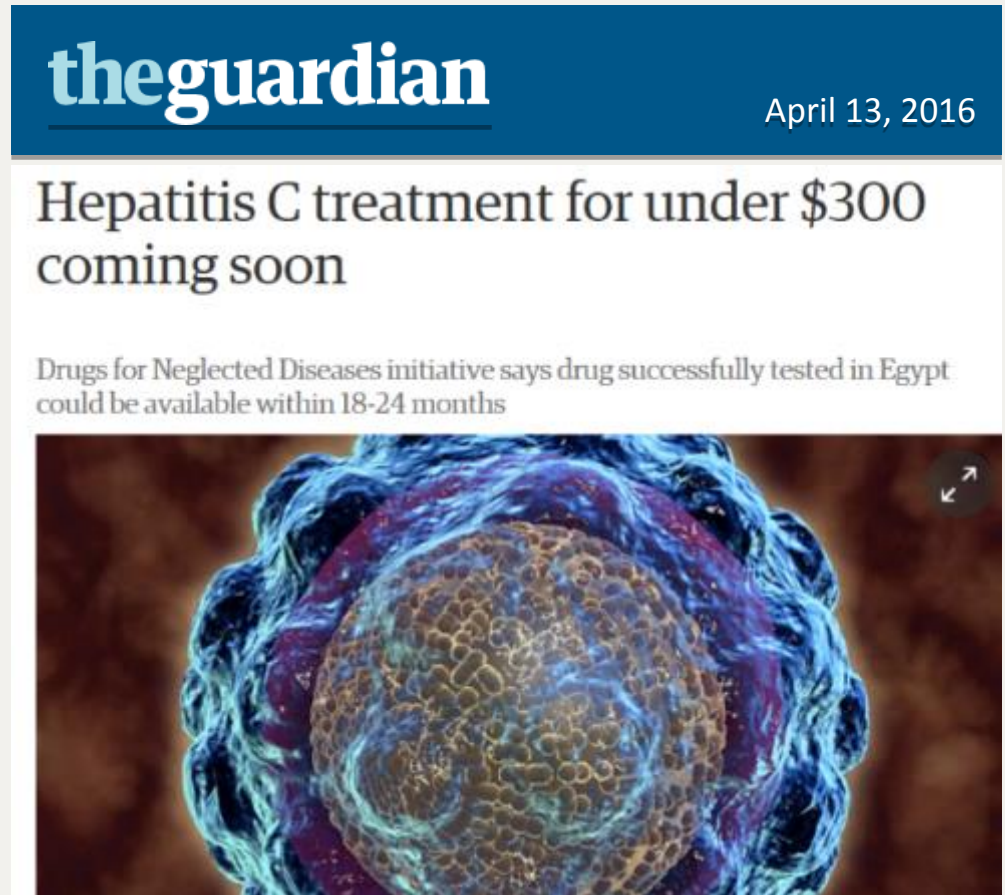 theguardian
April 13, 2016
Hepatitis C treatment for under $300
coming soon
Drugs for Neglected Diseases initiative says drug successfully tested in Egypt
could be available within 18-24 months